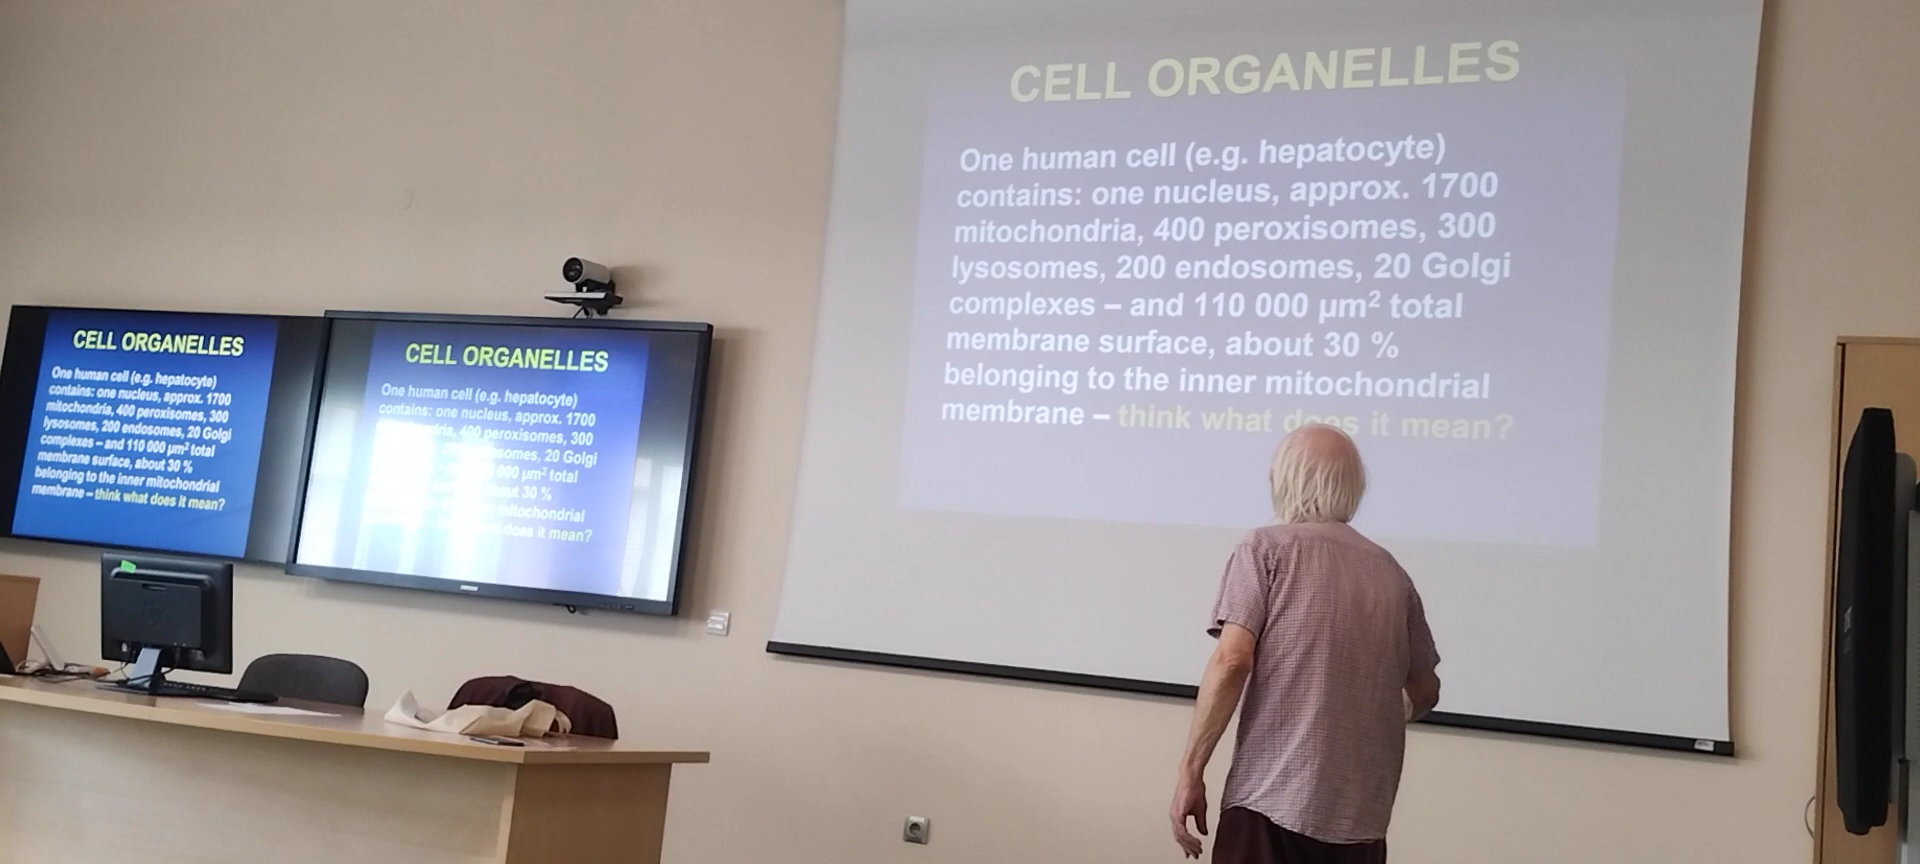 CELL ORGANELLES
One human cell (e.g. hepatocyte)
contains: one nucleus, approx. 1700
mitochondria, 400 peroxisomes, 300
lysosomes, 200 endosomes, 20 Golgi
complexes – and 110 000 µm² total
membrane surface, about 30 %
belonging to the inner mitochondrial
membrane – think what does it mean?
CELL ORGANELLES
One human cell (e.g. hepatocyte)
contains: one nucleus, approx. 1700
400 peroxisomes, 300
20 Golgi
000 µm² total
30 %
mitochondrial
does it mean?
CELL ORGANELLES
One human cell (e.g. hepatocyte)
contains: one nucleus, approx. 1700
mitochondria, 400 peroxisomes, 300
lysosomes, 200 endosomes, 20 Golgi
complexes – and 110 000 µm² total
membrane surface, about 30 %
belonging to the inner mitochondrial
membrane – think what does it mean?